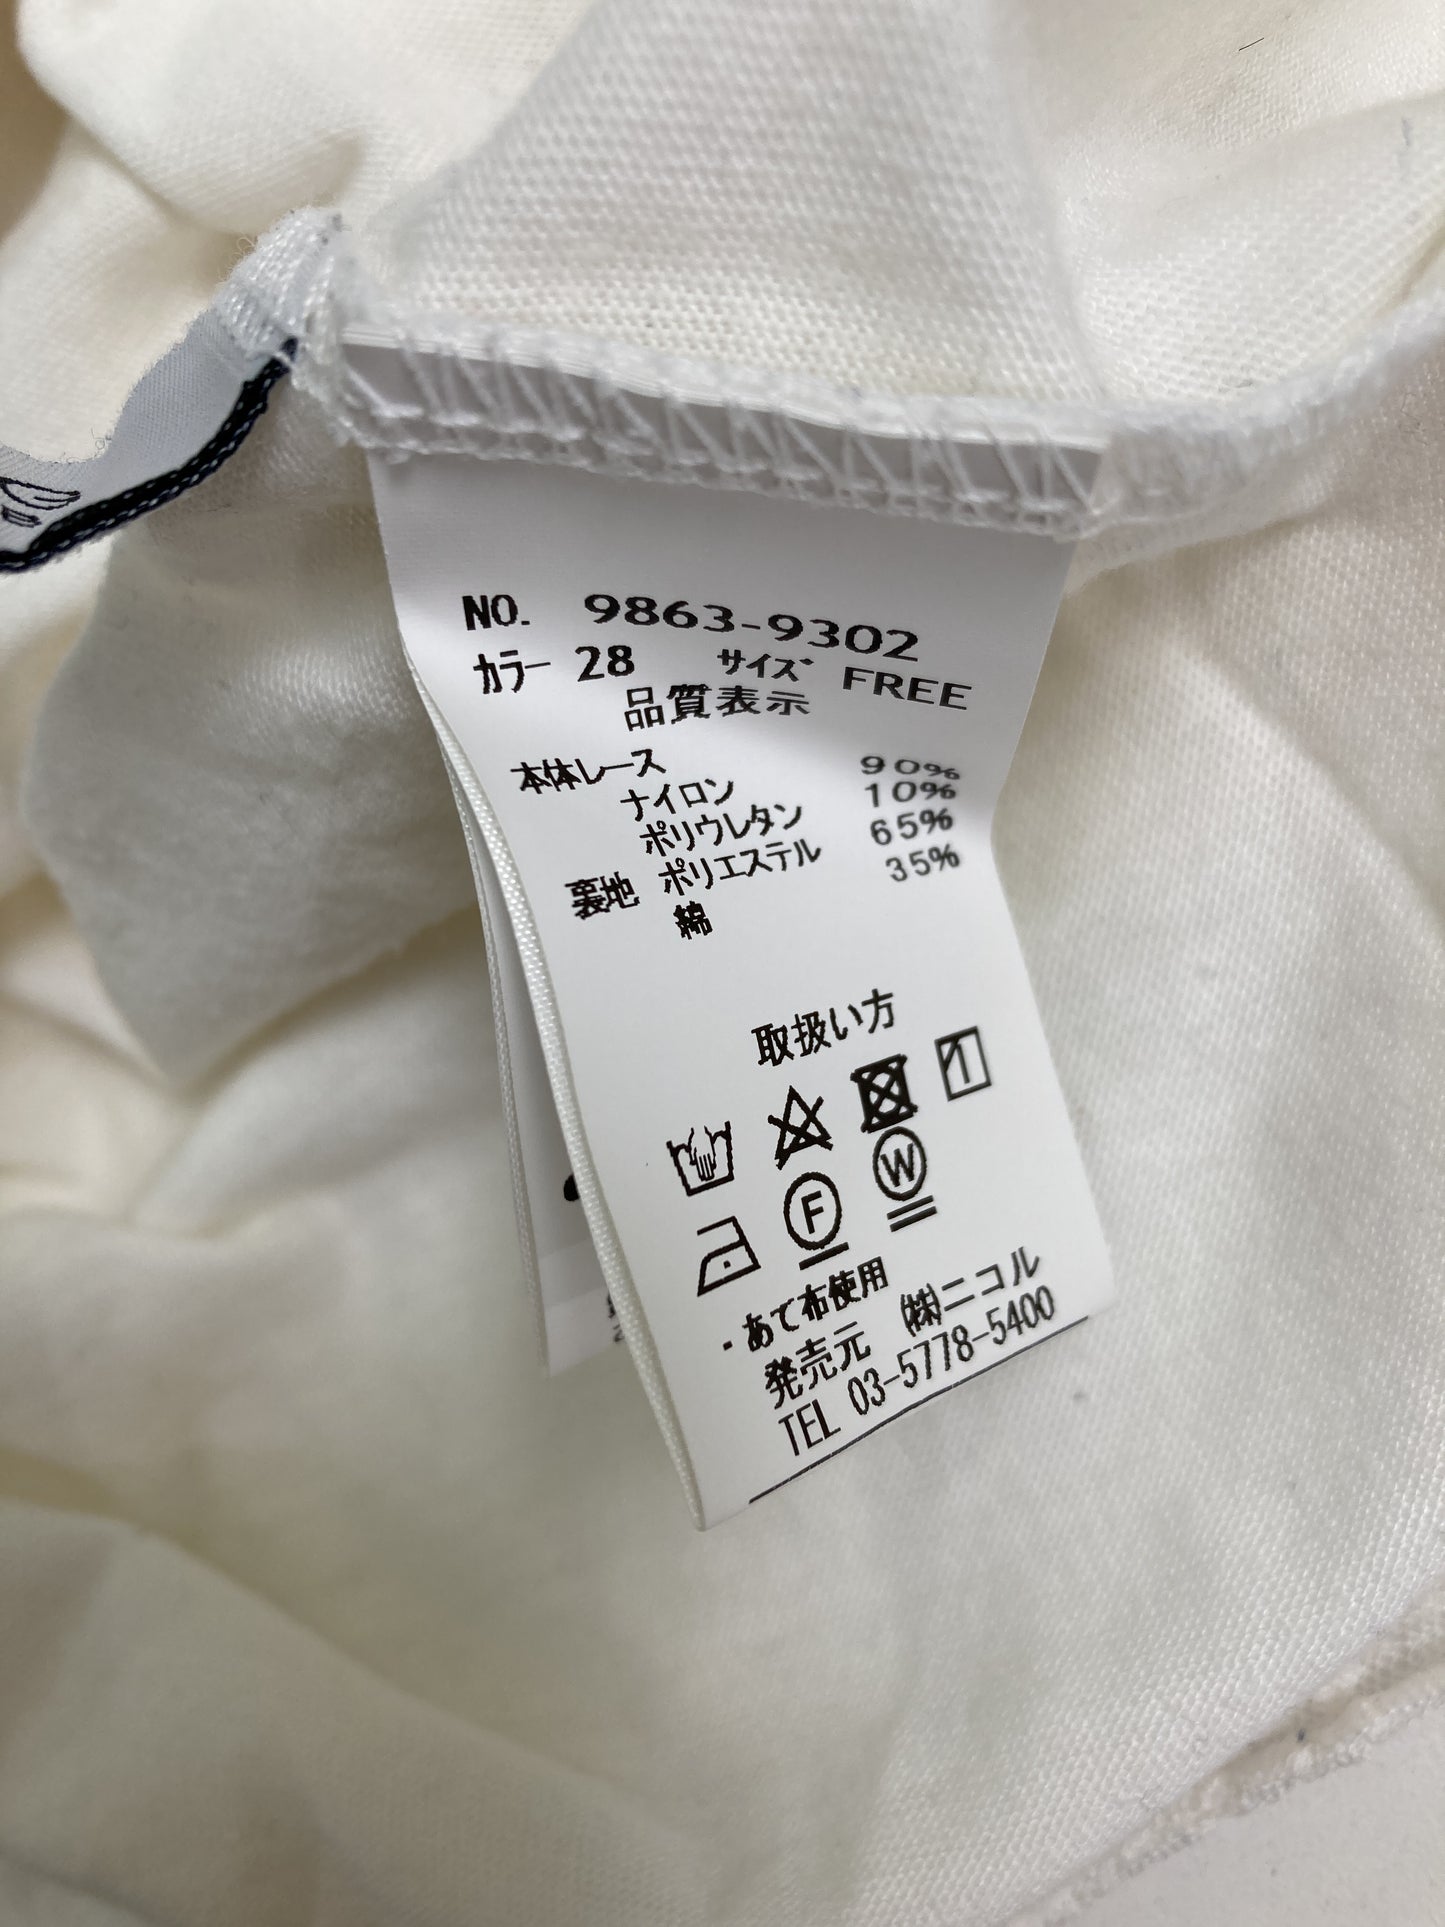 NO. 9863-9302
カラー 28 サイズ FREE
品質表示
本体レース
ナイロン 90%
ポリウレタン 10%
裏地 ポリエステル 65%
綿 35%
取扱い方
F W
・あて布使用
発売元 ㈱ニコル
TEL 03-5778-5400